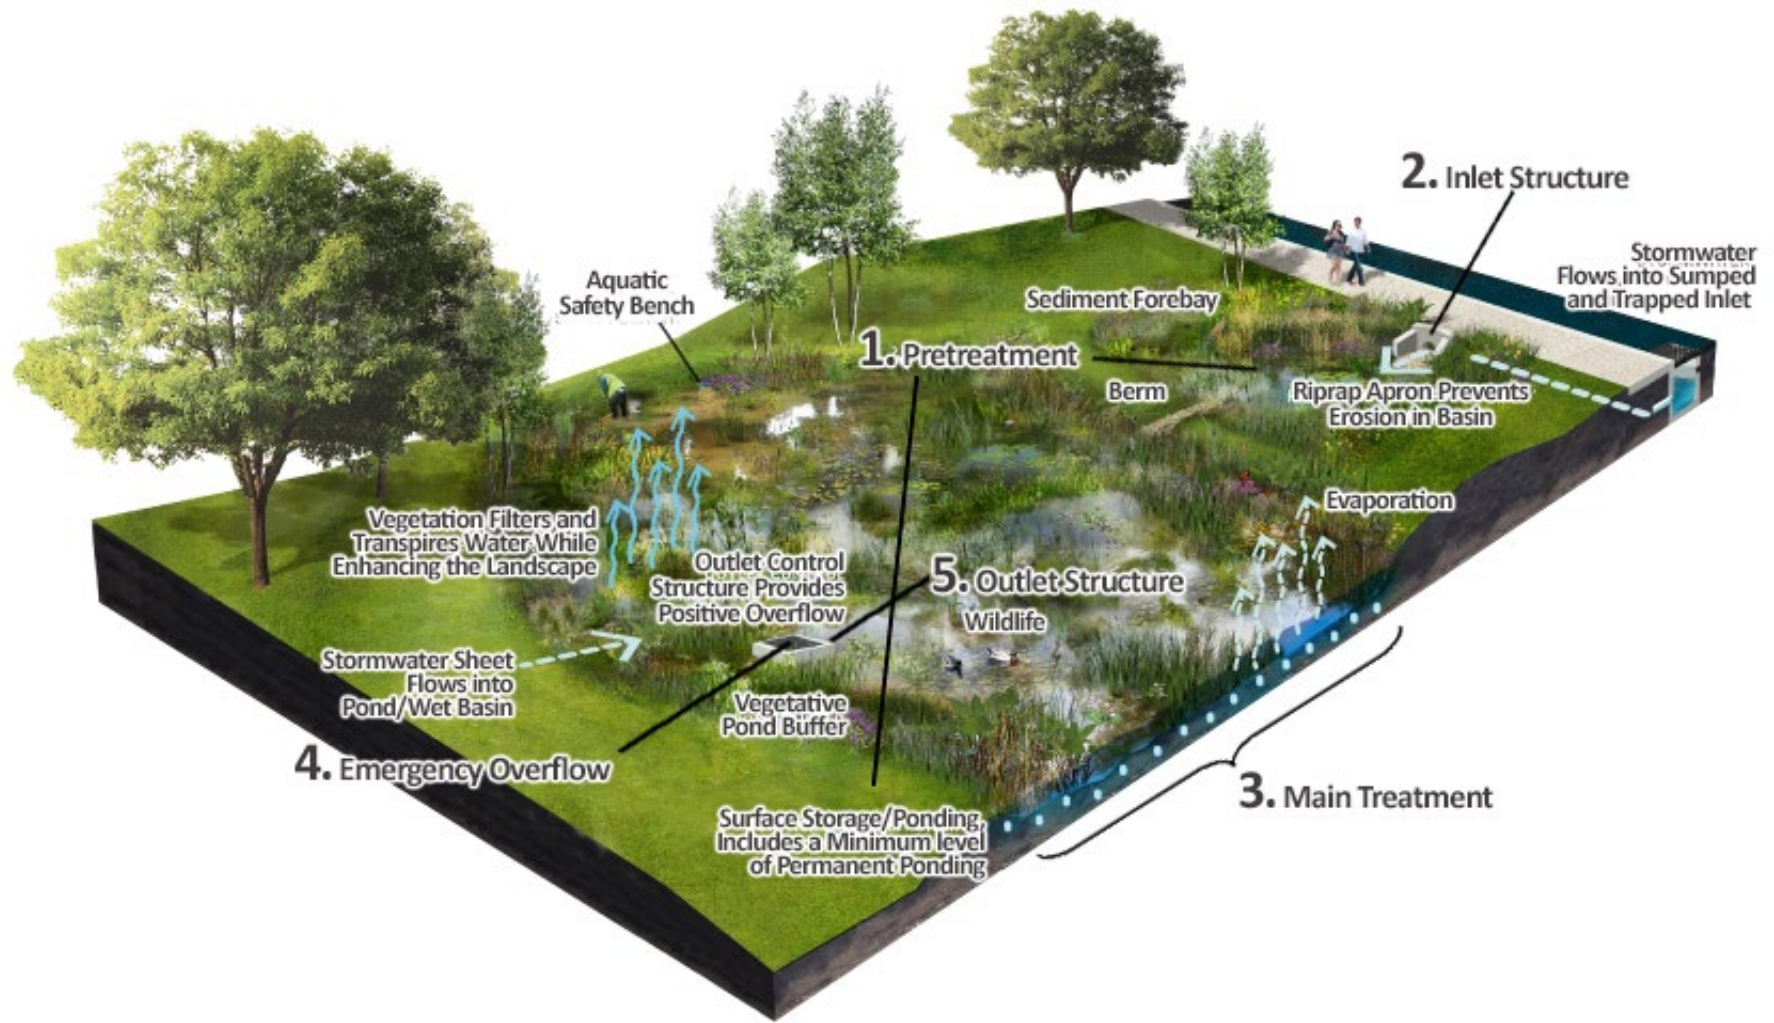 2. Inlet Structure
Stormwater
Flows into Sumped
and Trapped Inlet
Aquatic
Safety Bench
Sediment Forebay
1. Pretreatment
Berm
Riprap Apron Prevents
Erosion in Basin
Evaporation
Vegetation Filters and
Transpires Water While
Enhancing the Landscape
Outlet Control
Structure Provides
Positive Overflow
5. Outlet Structure
Wildlife
Stormwater Sheet
Flows into
Pond/Wet Basin
Vegetative
Pond Buffer
4. Emergency Overflow
3. Main Treatment
Surface Storage/Ponding,
Includes a Minimum level
of Permanent Ponding